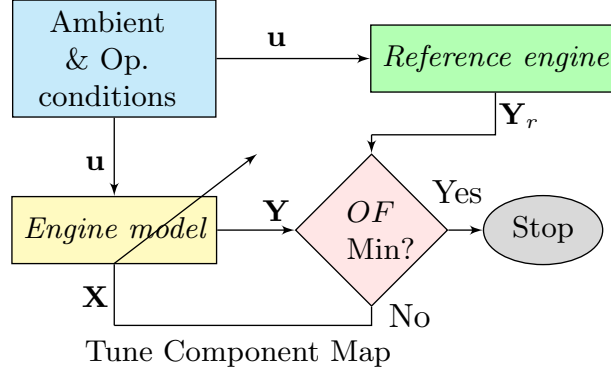 Ambient
& Op.
conditions
u
Reference engine
Y_r
u
Engine model
Y
OF
Min?
Yes
Stop
X
No
Tune Component Map